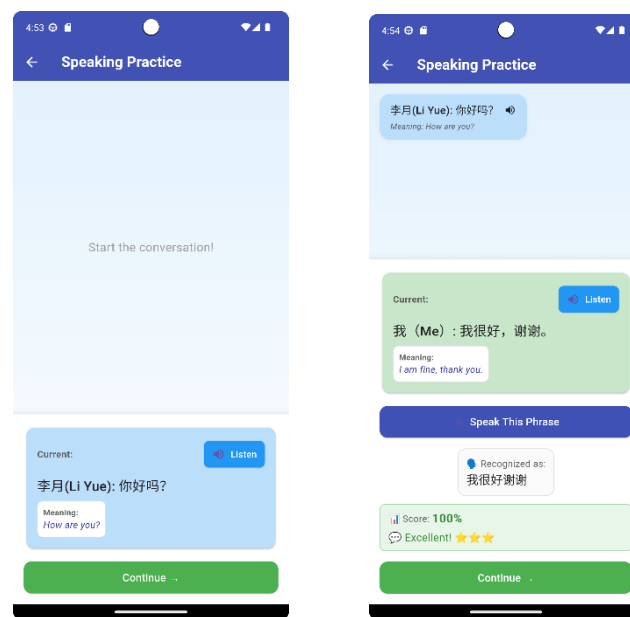 4:53
Speaking Practice
Start the conversation!
Current:
Listen
李月(Li Yue): 你好吗？
Meaning:
How are you?
Continue →
4:54
Speaking Practice
李月(Li Yue): 你好吗？
Meaning: How are you?
Current:
Listen
我（Me）: 我很好，谢谢。
Meaning:
I am fine, thank you.
Speak This Phrase
Recognized as:
我很好谢谢
Score: 100%
Excellent!
Continue →